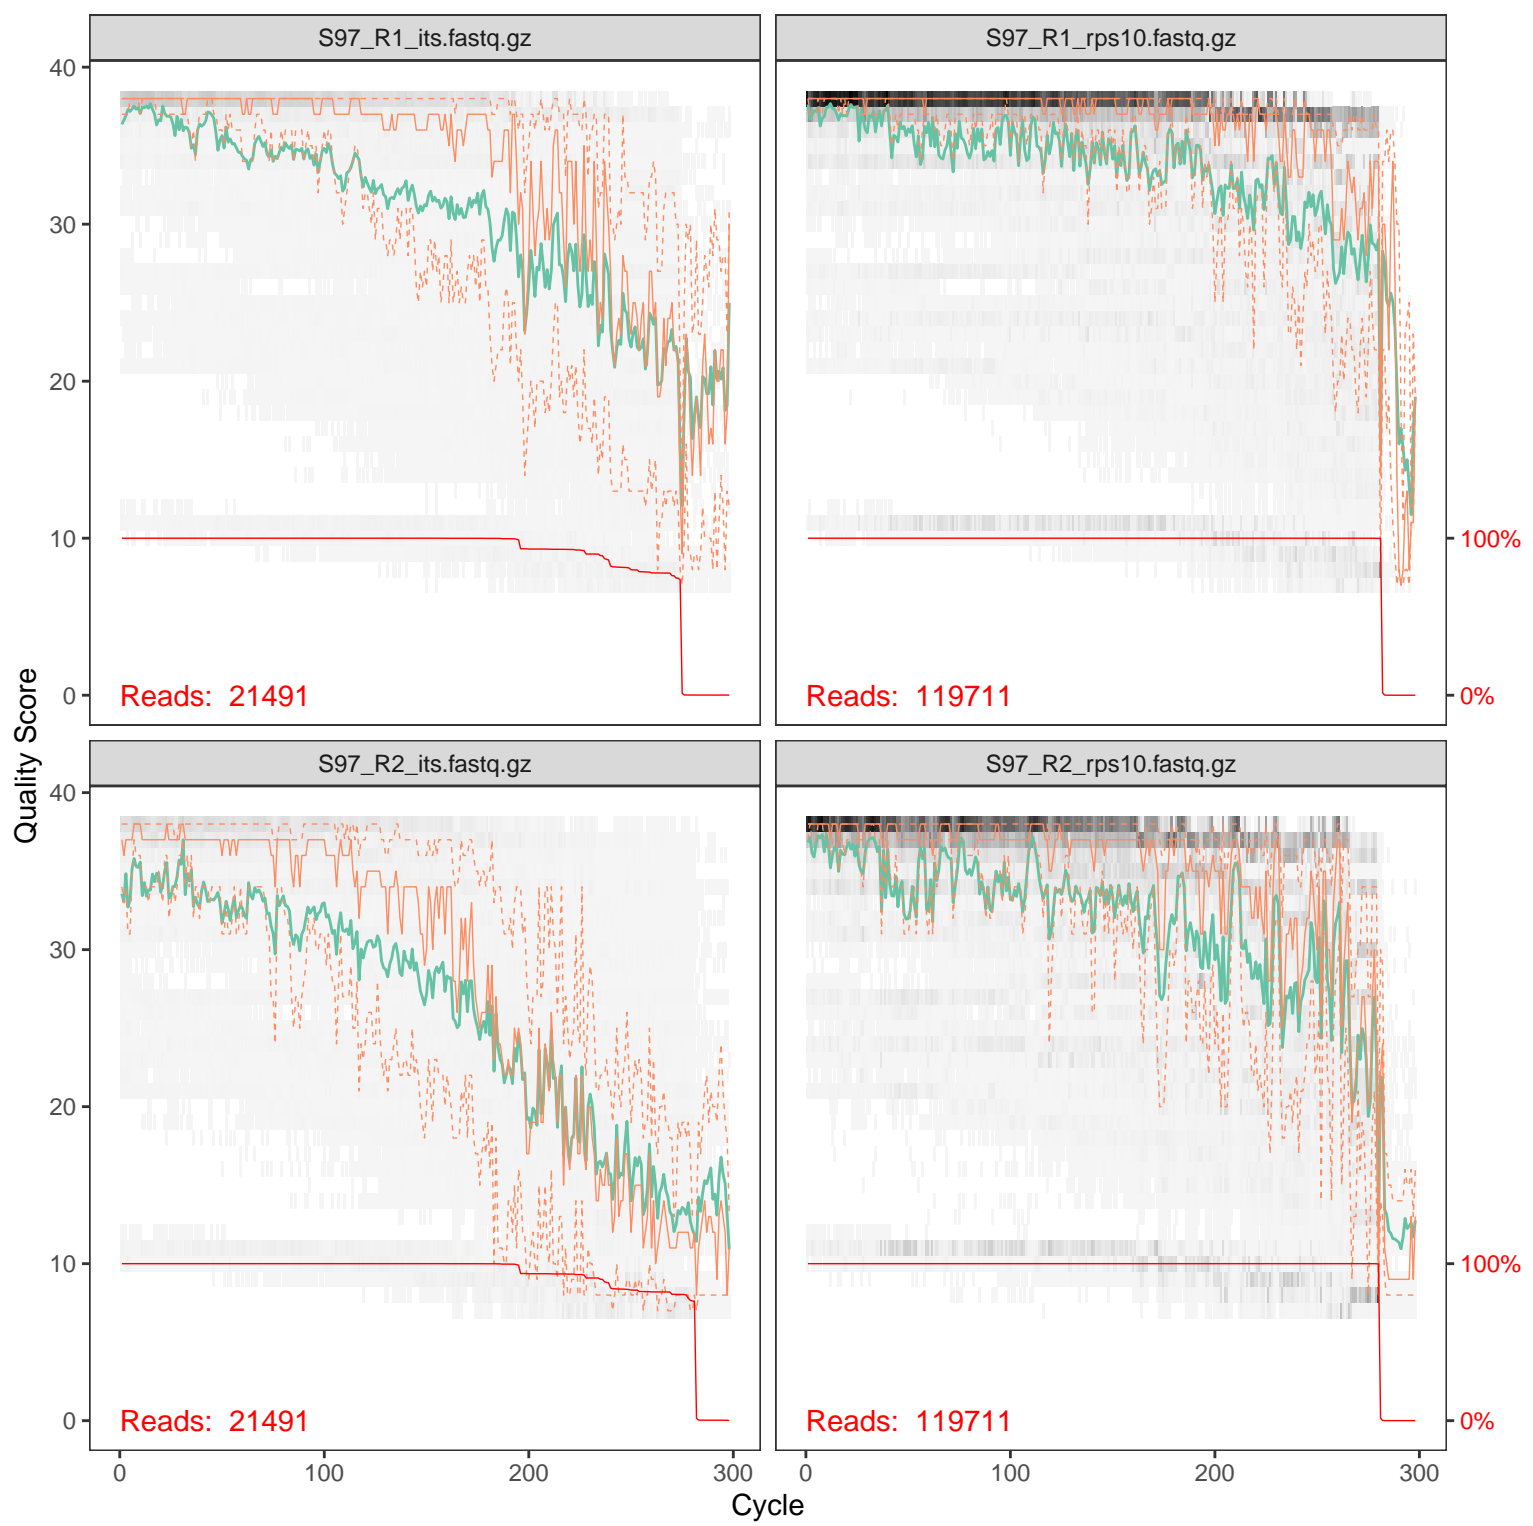 S97_R1_its.fastq.gz
S97_R1_rps10.fastq.gz
40
30
20
10
0
100%
0%
Reads: 21491
Reads: 119711
Quality Score
S97_R2_its.fastq.gz
S97_R2_rps10.fastq.gz
40
30
20
10
0
100%
0%
Reads: 21491
Reads: 119711
0 100 200 300
0 100 200 300
Cycle